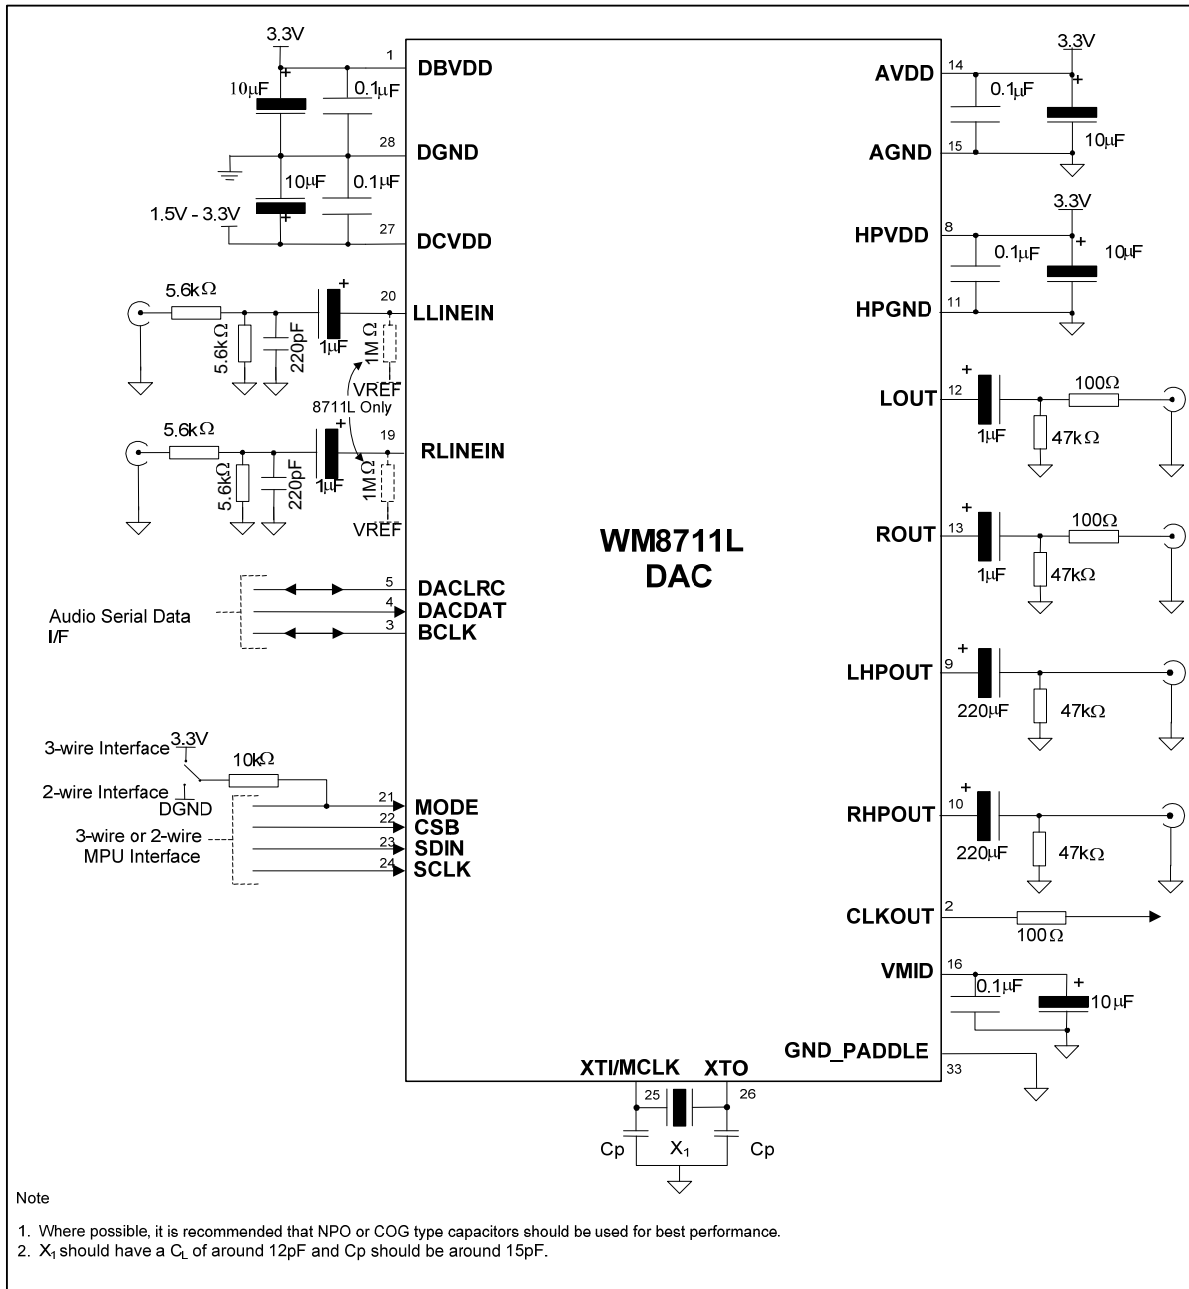 3.3V
1
DBVDD
10μF
+
0.1μF
28
DGND
10μF
0.1μF
1.5V - 3.3V
+
27
DCVDD
5.6kΩ
+
20
LLINEIN
5.6kΩ
220pF
1μF
1MΩ
VREF
8711L Only
5.6kΩ
+
19
RLINEIN
5.6kΩ
220pF
1μF
1MΩ
VREF
Audio Serial Data
I/F
5
DACLRC
4
DACDAT
3
BCLK
3-wire Interface
3.3V
10kΩ
2-wire Interface
DGND
3-wire or 2-wire
MPU Interface
21
MODE
22
CSB
23
SDIN
24
SCLK
WM8711L
DAC
3.3V
AVDD
14
0.1μF
+
10μF
AGND
15
3.3V
HPVDD
8
0.1μF
+
10μF
HPGND
11
LOUT
12
+
1μF
100Ω
47kΩ
ROUT
13
+
1μF
100Ω
47kΩ
LHPOUT
9
+
220μF
47kΩ
RHPOUT
10
+
220μF
47kΩ
CLKOUT
2
100Ω
VMID
16
0.1μF
+
10μF
GND_PADDLE
33
XTI/MCLK
XTO
25
26
Cp
X₁
Cp
Note
1. Where possible, it is recommended that NPO or COG type capacitors should be used for best performance.
2. X₁ should have a C_L of around 12pF and Cp should be around 15pF.